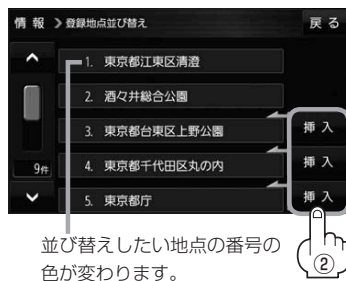 情報 > 登録地点並び替え 戻る
1. 東京都江東区清澄
2. 酒々井総合公園
3. 東京都台東区上野公園 挿入
4. 東京都千代田区丸の内 挿入
9件
5. 東京都庁 挿入
並び替えしたい地点の番号の
色が変わります。
②